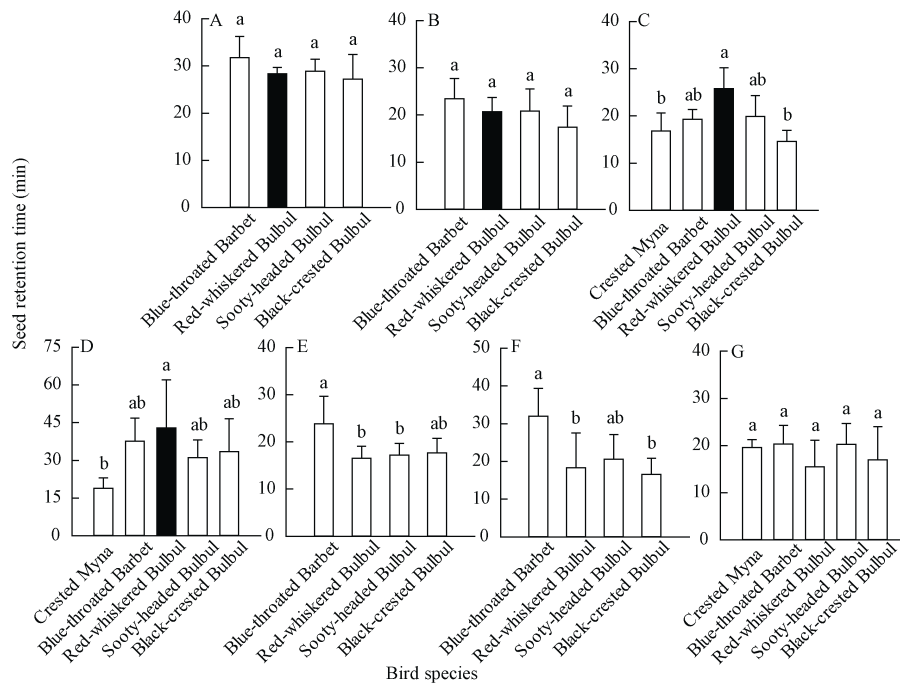 Seed retention time (min)
A
40
30
20
10
0
a
a
a
a
Blue-throated Barbet
Red-whiskered Bulbul
Sooty-headed Bulbul
Black-crested Bulbul
B
40
30
20
10
0
a
a
a
a
Blue-throated Barbet
Red-whiskered Bulbul
Sooty-headed Bulbul
Black-crested Bulbul
C
40
30
20
10
0
b
ab
a
ab
b
Crested Myna
Blue-throated Barbet
Red-whiskered Bulbul
Sooty-headed Bulbul
Black-crested Bulbul
D
75
60
45
30
15
0
b
ab
a
ab
ab
Crested Myna
Blue-throated Barbet
Red-whiskered Bulbul
Sooty-headed Bulbul
Black-crested Bulbul
E
40
30
20
10
0
a
b
b
ab
Blue-throated Barbet
Red-whiskered Bulbul
Sooty-headed Bulbul
Black-crested Bulbul
F
50
40
30
20
10
0
a
b
ab
b
Blue-throated Barbet
Red-whiskered Bulbul
Sooty-headed Bulbul
Black-crested Bulbul
G
40
30
20
10
0
a
a
a
a
a
Crested Myna
Blue-throated Barbet
Red-whiskered Bulbul
Sooty-headed Bulbul
Black-crested Bulbul
Bird species